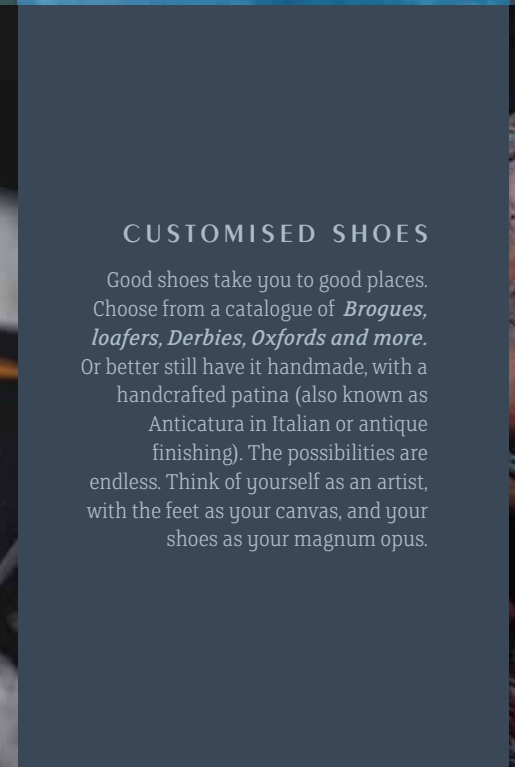 CUSTOMISED SHOES
Good shoes take you to good places.
Choose from a catalogue of Brogues,
loafers, Derbies, Oxfords and more.
Or better still have it handmade, with a
handcrafted patina (also known as
Anticatura in Italian or antique
finishing). The possibilities are
endless. Think of yourself as an artist,
with the feet as your canvas, and your
shoes as your magnum opus.